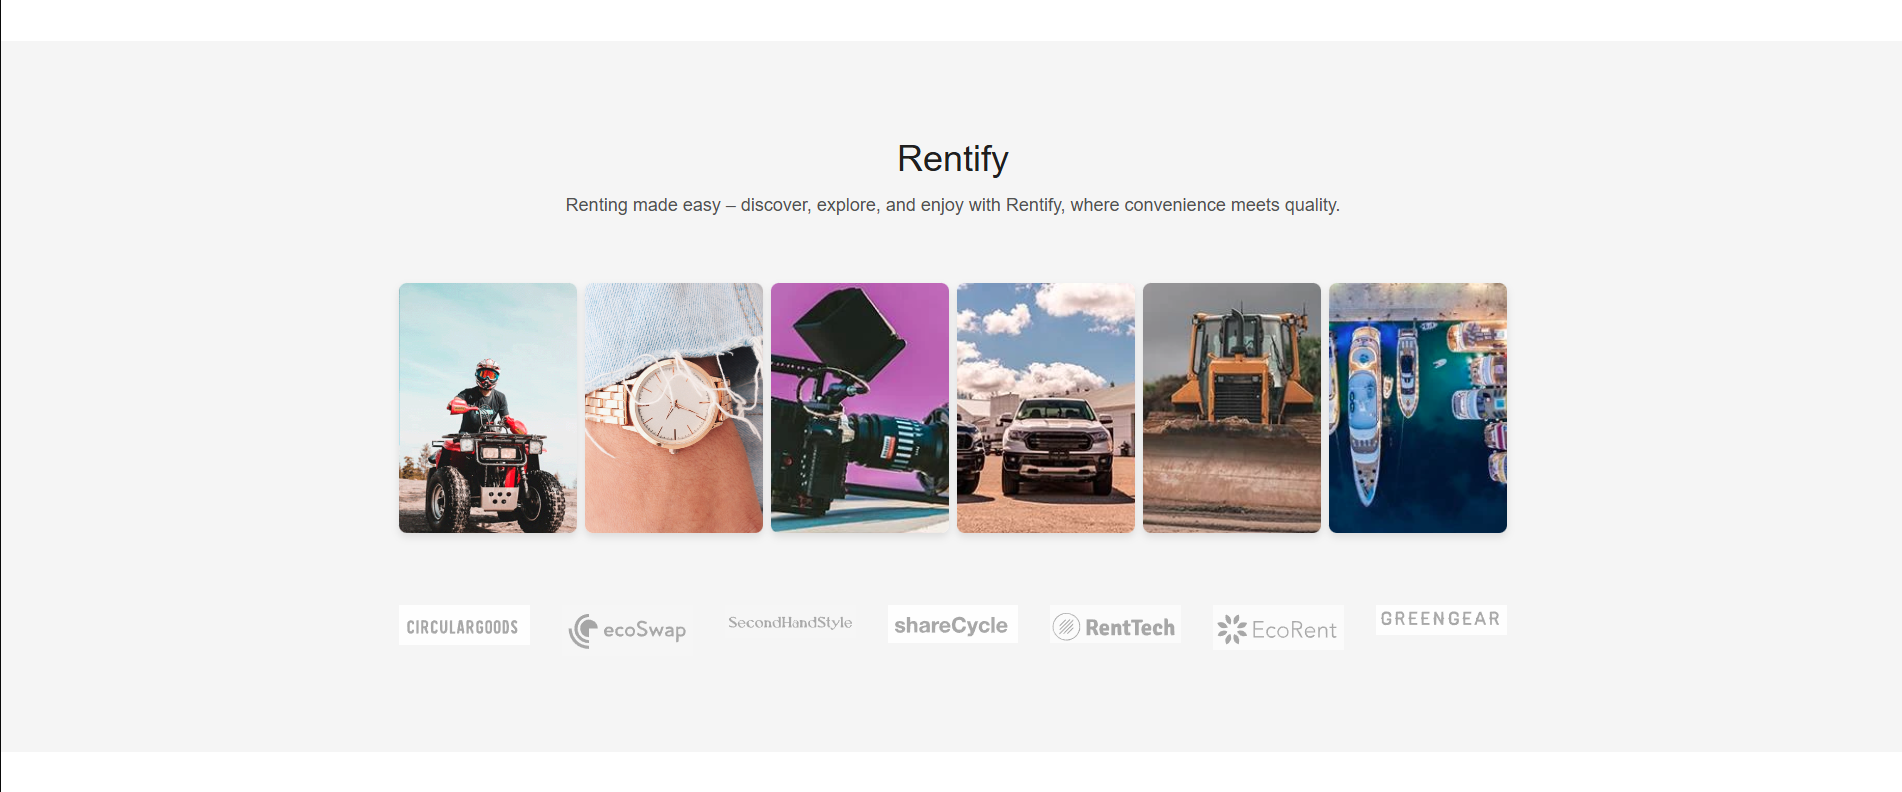 Rentify
Renting made easy – discover, explore, and enjoy with Rentify, where convenience meets quality.
CIRCULARGOODS
ecoSwap
SecondHandStyle
shareCycle
RentTech
EcoRent
GREENGEAR